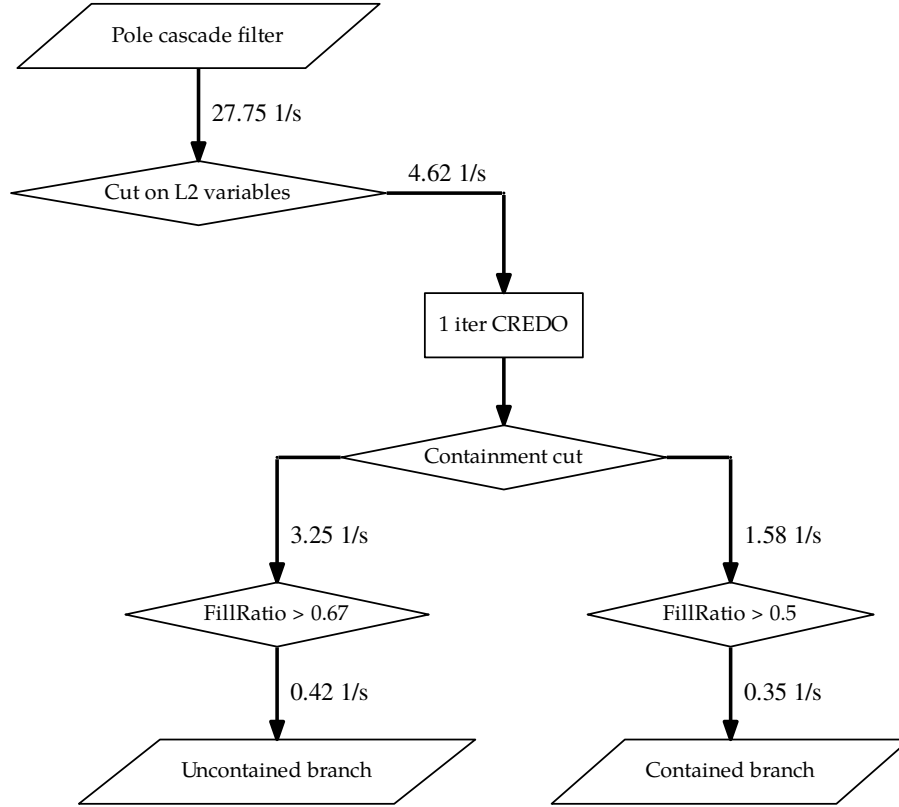 Pole cascade filter
27.75 1/s
4.62 1/s
Cut on L2 variables
1 iter CREDO
Containment cut
3.25 1/s
1.58 1/s
FillRatio > 0.67
FillRatio > 0.5
0.42 1/s
0.35 1/s
Uncontained branch
Contained branch